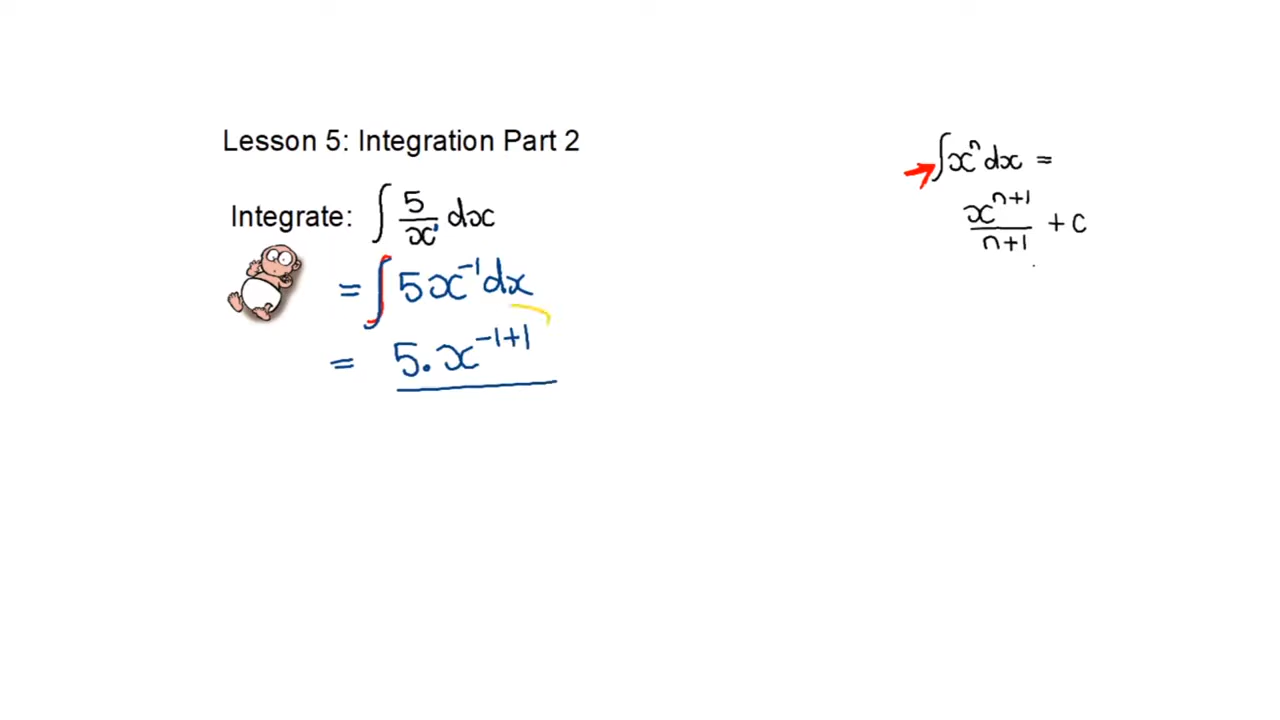 Lesson 5: Integration Part 2
∫xⁿ dx =
xⁿ⁺¹/n+1 + c
Integrate: ∫ 5/x¹ dx
= ∫ 5x⁻¹ dx
= 5.x⁻¹⁺¹